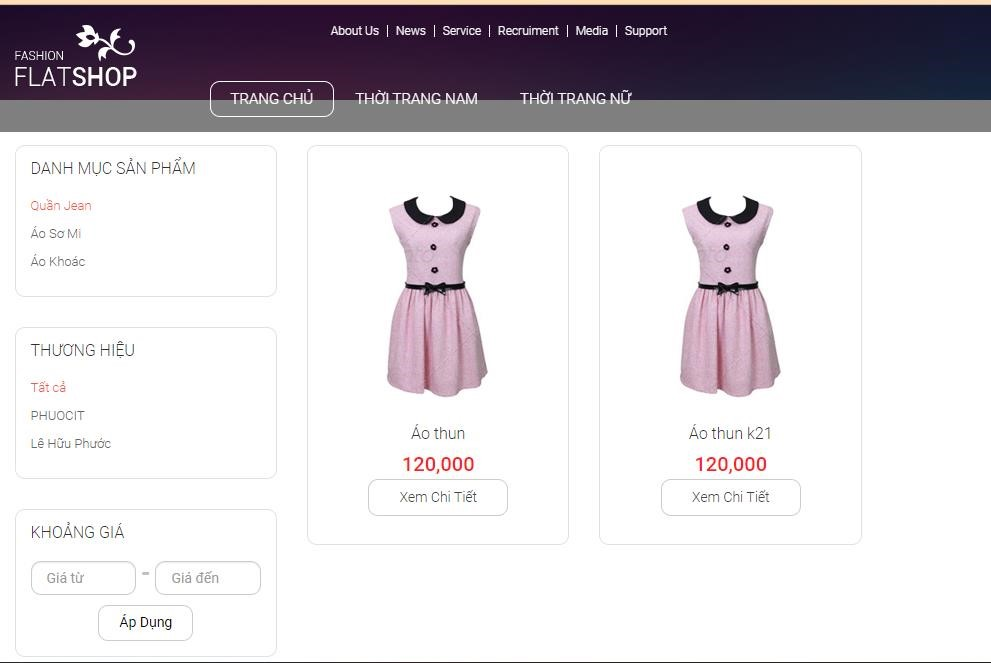 About Us | News | Service | Recruiment | Media | Support
FASHION
FLATSHOP
TRANG CHỦ THỜI TRANG NAM THỜI TRANG NỮ
DANH MỤC SẢN PHẨM
Quần Jean
Áo Sơ Mi
Áo Khoác
THƯƠNG HIỆU
Tất cả
PHUOCIT
Lê Hữu Phước
KHOẢNG GIÁ
Giá từ - Giá đến
Áp Dụng
Áo thun
120,000
Xem Chi Tiết
Áo thun k21
120,000
Xem Chi Tiết